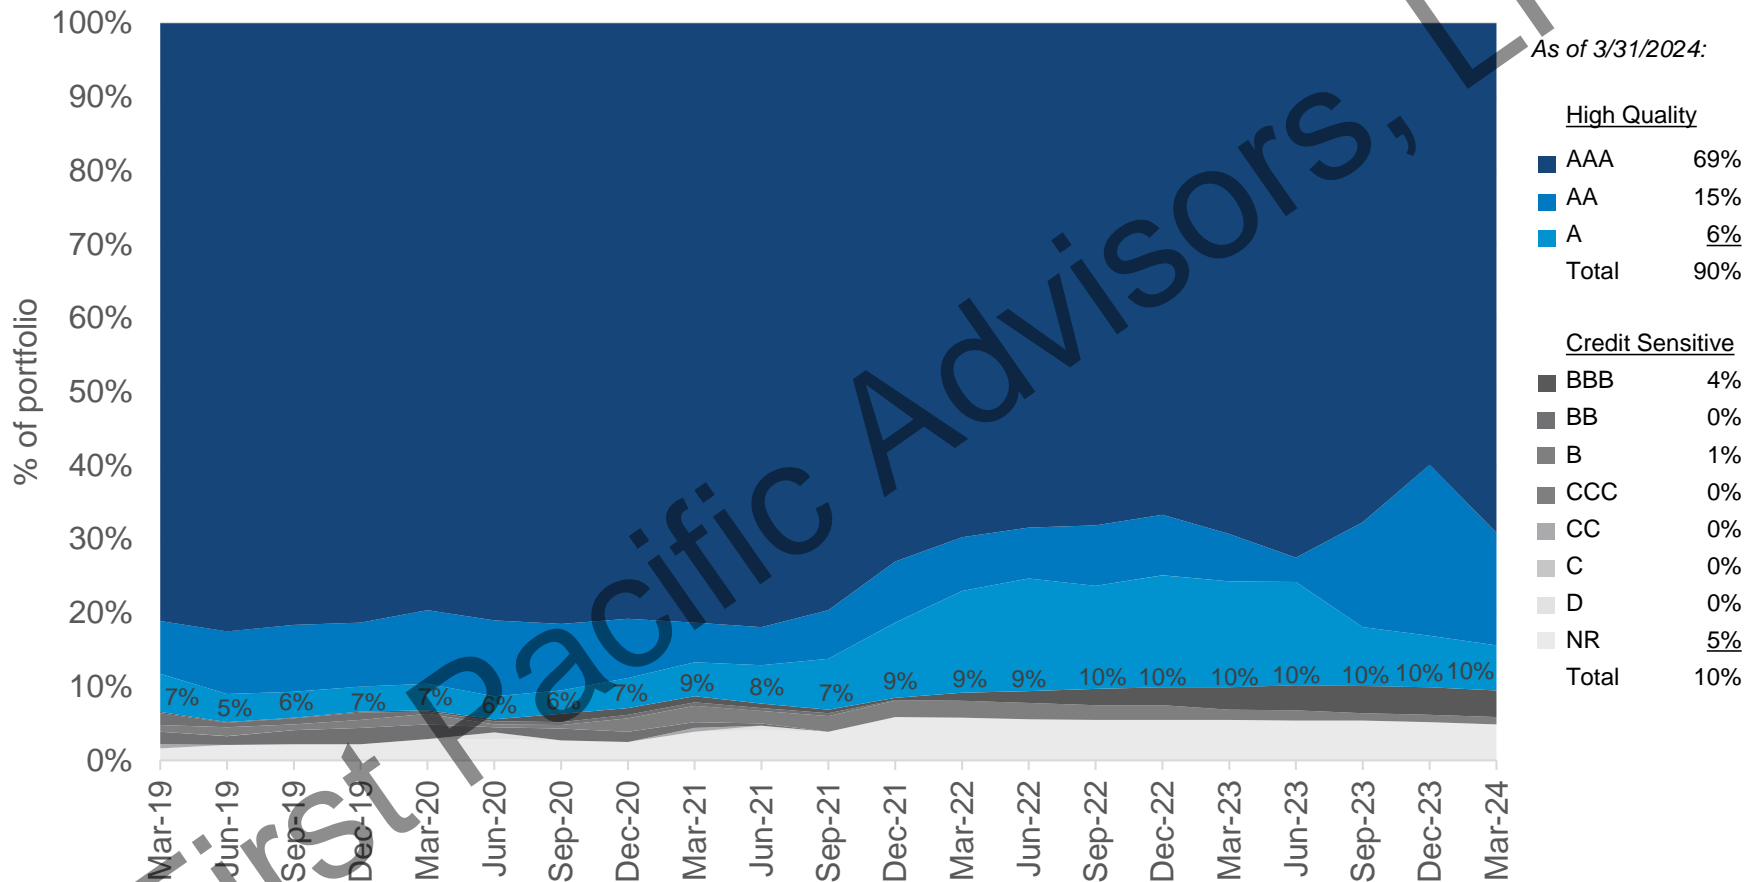 100%
90%
80%
70%
60%
50%
40%
30%
20%
10%
0%
% of portfolio
7% 5% 6% 7% 7% 6% 6% 7% 9% 8% 7% 9% 9% 9% 10% 10% 10% 10% 10% 10% 10%
Mar-19 Jun-19 Sep-19 Dec-19 Mar-20 Jun-20 Sep-20 Dec-20 Mar-21 Jun-21 Sep-21 Dec-21 Mar-22 Jun-22 Sep-22 Dec-22 Mar-23 Jun-23 Sep-23 Dec-23 Mar-24
As of 3/31/2024:
High Quality
AAA 69%
AA 15%
A 6%
Total 90%
Credit Sensitive
BBB 4%
BB 0%
B 1%
CCC 0%
CC 0%
C 0%
D 0%
NR 5%
Total 10%
First Pacific Advisors,